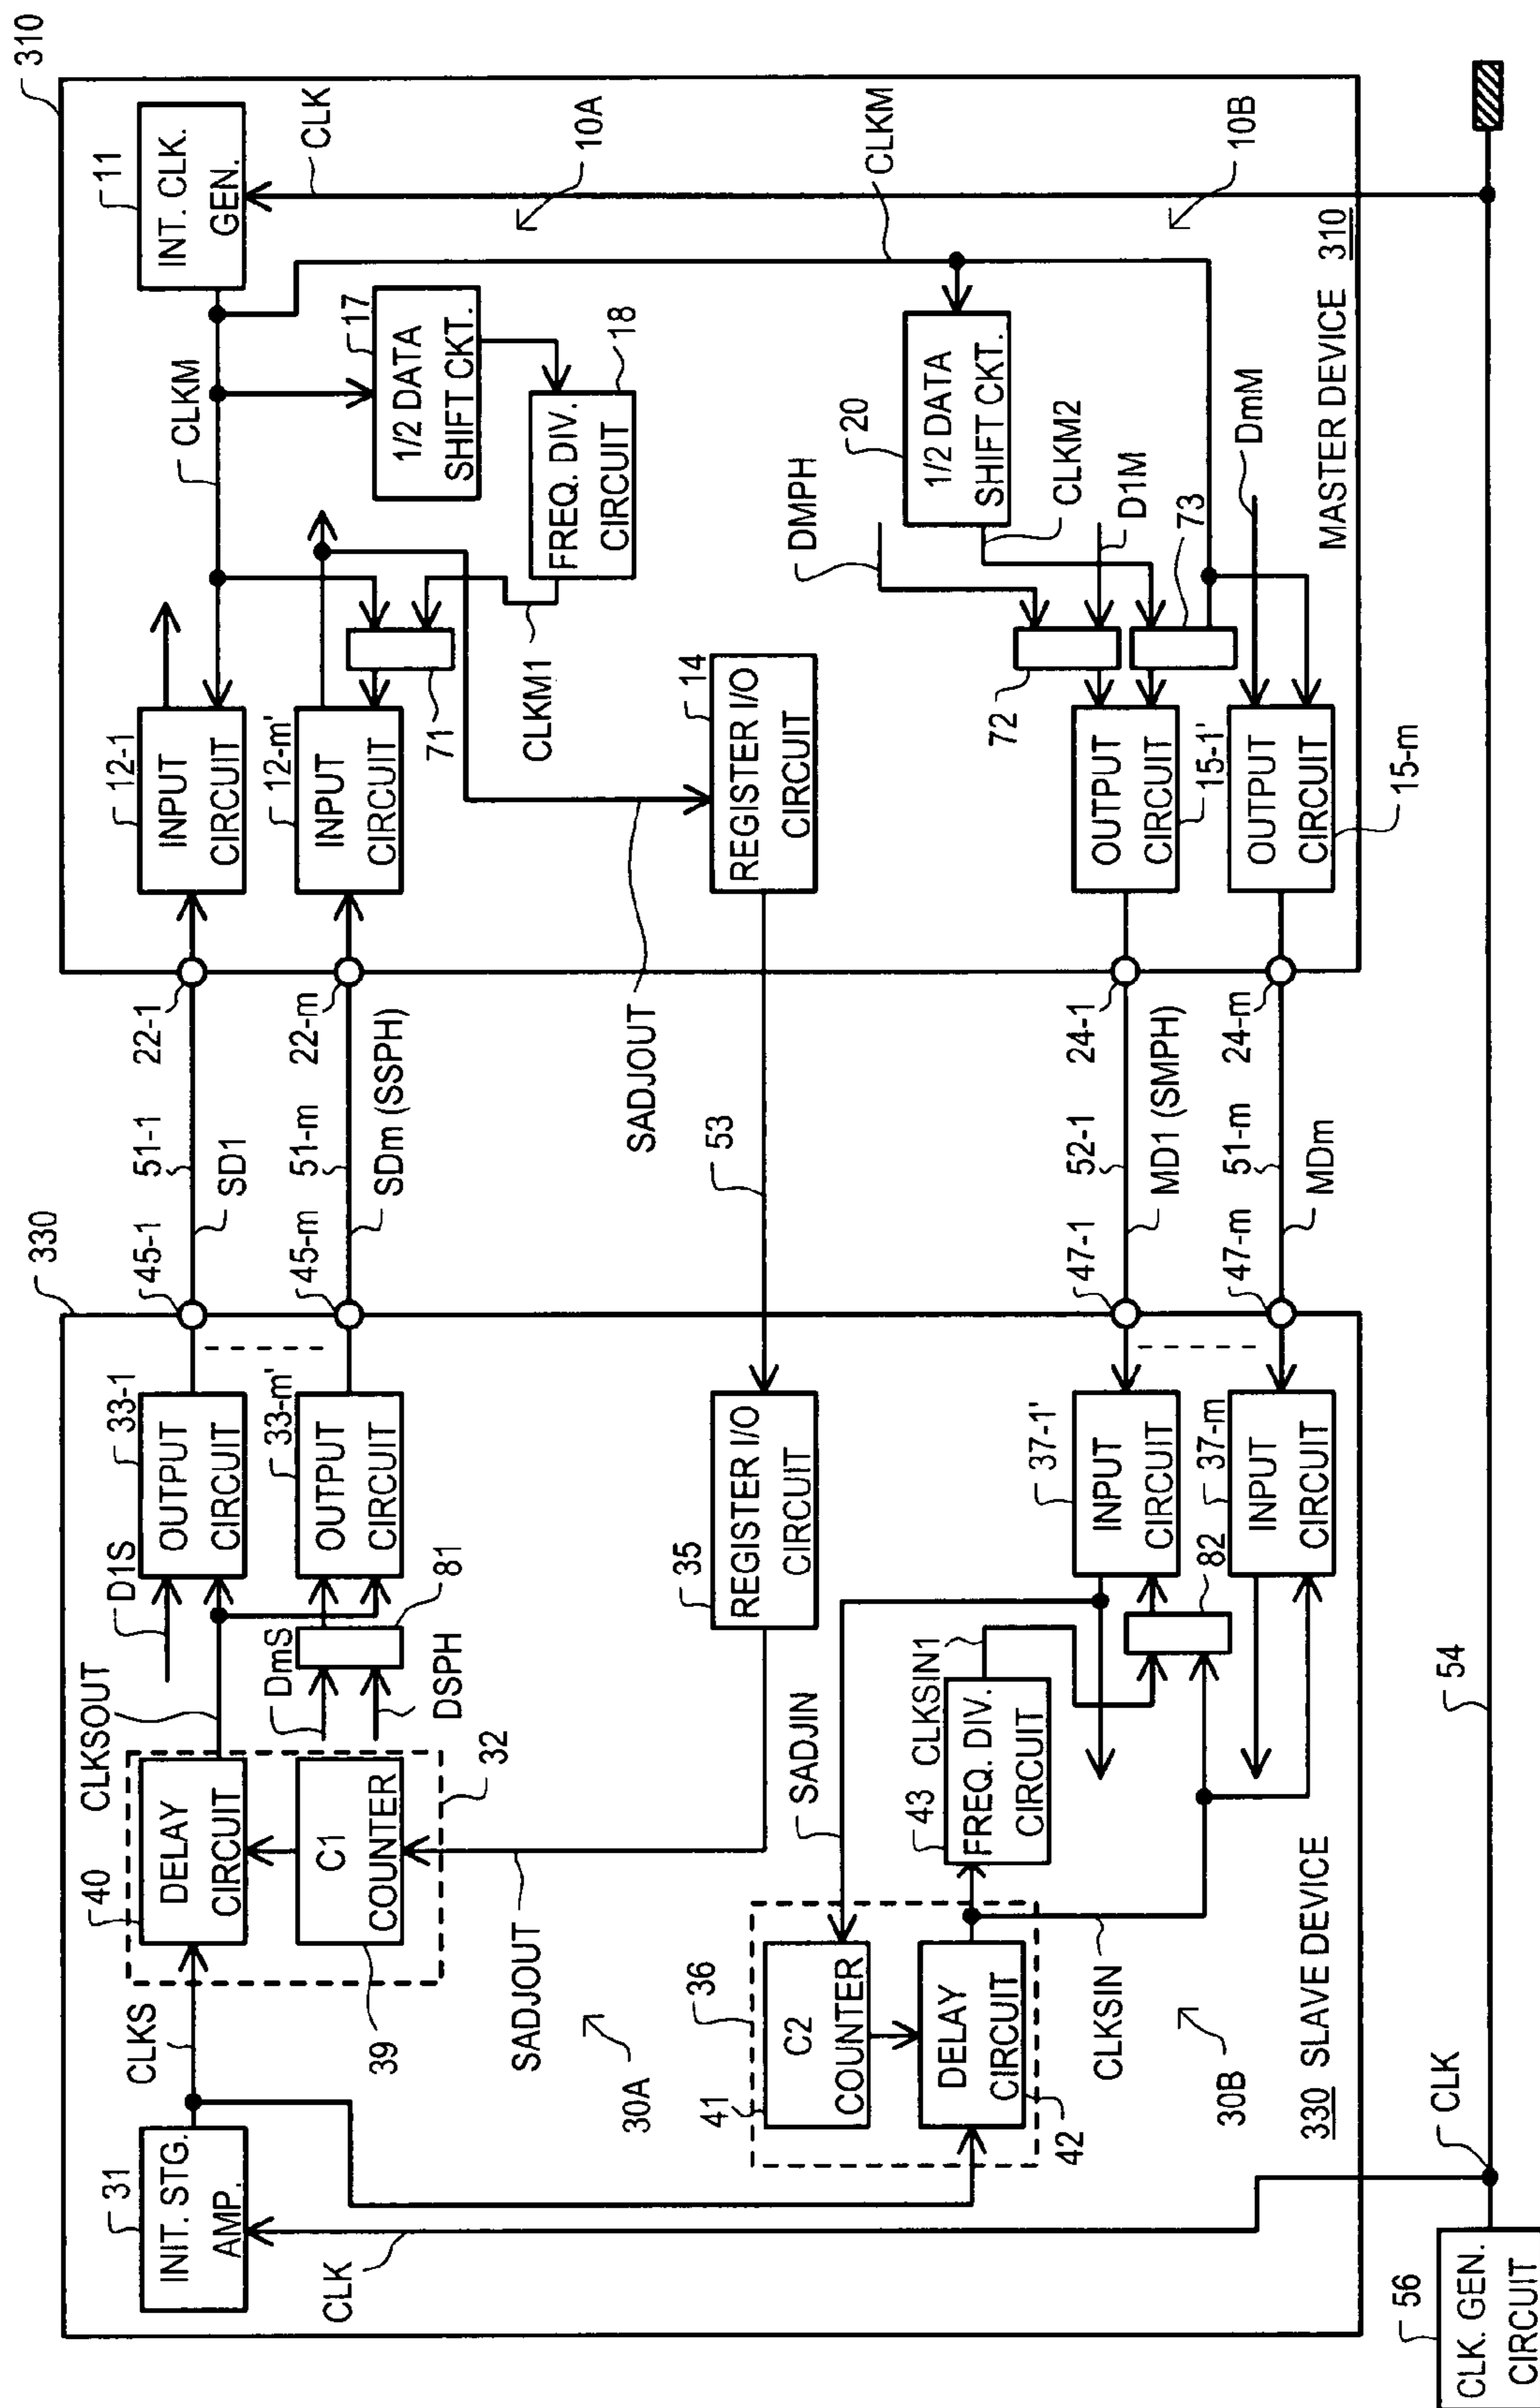 330
310
31
INIT. STG.
AMP.
CLK
CLKS
40
DELAY
CIRCUIT
C1
COUNTER
39
32
CLKSOUT
D1S
DmS
DSPH
81
33-1
OUTPUT
CIRCUIT
33-m'
OUTPUT
CIRCUIT
45-1
51-1
22-1
SD1
45-m
51-m
22-m
SDm (SSPH)
12-1
INPUT
CIRCUIT
12-m'
INPUT
CIRCUIT
71
CLKM1
CLKM
17
1/2 DATA
SHIFT CKT.
18
FREQ. DIV.
CIRCUIT
11
INT. CLK.
GEN.
CLK
10A
SADJOUT
30A
35
REGISTER I/O
CIRCUIT
53
SADJOUT
14
REGISTER I/O
CIRCUIT
36
41
C2
COUNTER
DELAY
CIRCUIT
42
SADJIN
43
FREQ. DIV.
CIRCUIT
CLKSIN1
CLKSIN
30B
82
37-1'
INPUT
CIRCUIT
37-m
INPUT
CIRCUIT
47-1
52-1
24-1
MD1 (SMPH)
47-m
51-m
24-m
MDm
OUTPUT
CIRCUIT
15-1'
OUTPUT
CIRCUIT
15-m
72
73
DMPH
20
1/2 DATA
SHIFT CKT.
CLKM2
D1M
DmM
CLKM
10B
330 SLAVE DEVICE
MASTER DEVICE 310
CLK
54
56
CLK. GEN.
CIRCUIT